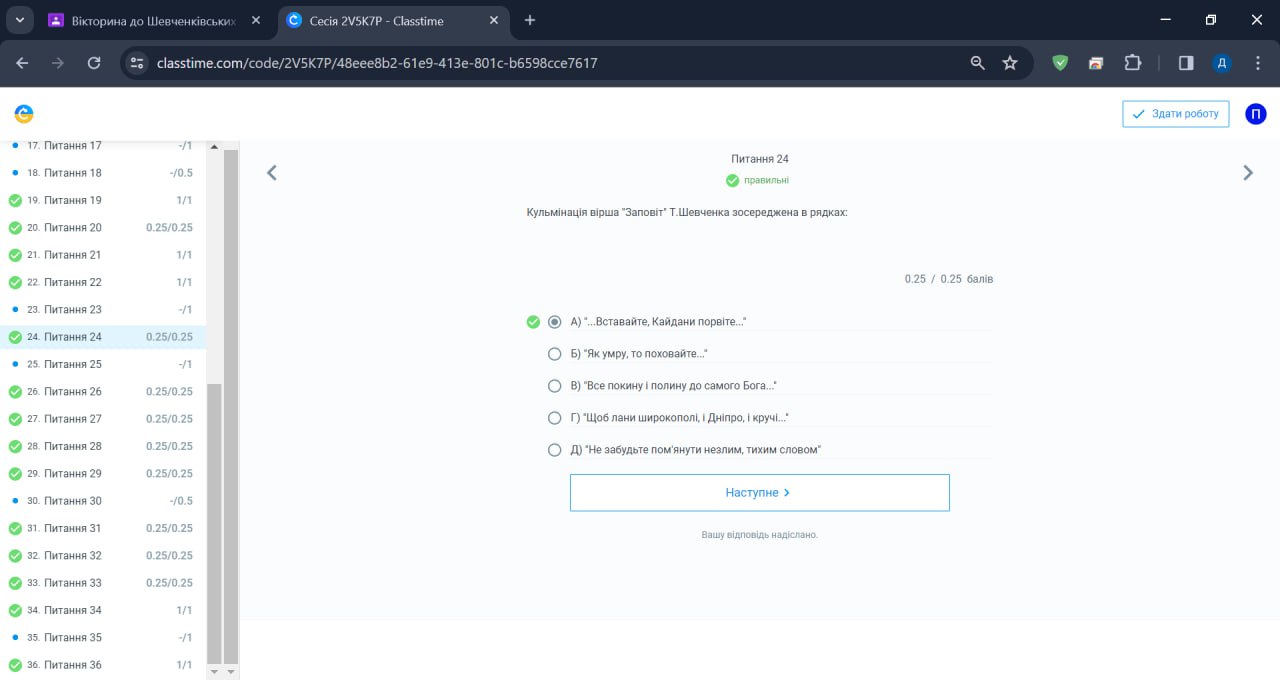 Вікторина до Шевченківських
Сесія 2V5K7P - Classtime
classtime.com/code/2V5K7P/48eee8b2-61e9-413e-801c-b6598cce7617
Д
Здати роботу
П
17. Питання 17 -/1
18. Питання 18 -/0.5
19. Питання 19 1/1
20. Питання 20 0.25/0.25
21. Питання 21 1/1
22. Питання 22 1/1
23. Питання 23 -/1
24. Питання 24 0.25/0.25
25. Питання 25 -/1
26. Питання 26 0.25/0.25
27. Питання 27 0.25/0.25
28. Питання 28 0.25/0.25
29. Питання 29 0.25/0.25
30. Питання 30 -/0.5
31. Питання 31 0.25/0.25
32. Питання 32 0.25/0.25
33. Питання 33 0.25/0.25
34. Питання 34 1/1
35. Питання 35 -/1
36. Питання 36 1/1
Питання 24
правильні
Кульмінація вірша "Заповіт" Т.Шевченка зосереджена в рядках:
0.25 / 0.25 балів
А) "...Вставайте, Кайдани порвіте..."
Б) "Як умру, то поховайте..."
В) "Все покину і полину до самого Бога..."
Г) "Щоб лани широкополі, і Дніпро, і кручі..."
Д) "Не забудьте пом'янути незлим, тихим словом"
Наступне
Вашу відповідь надіслано.